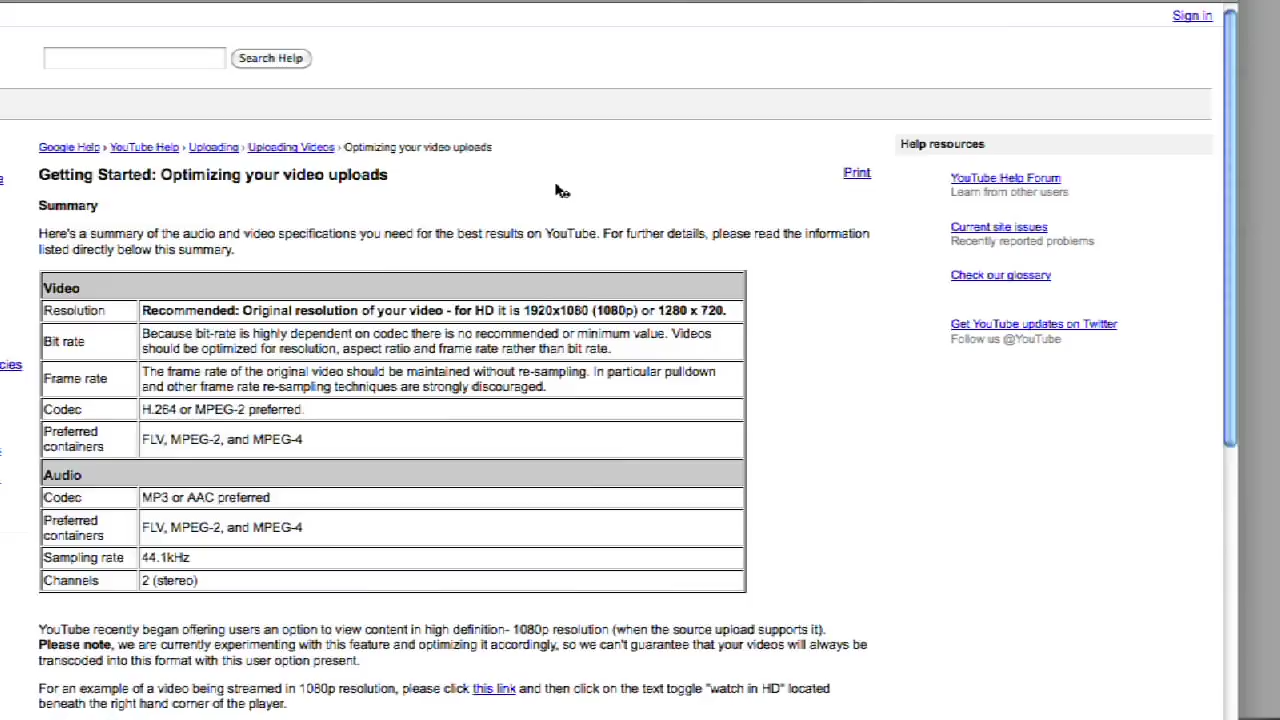 Sign in
Search Help
Google Help › YouTube Help › Uploading › Uploading Videos › Optimizing your video uploads
Getting Started: Optimizing your video uploads
Print
Summary
Here's a summary of the audio and video specifications you need for the best results on YouTube. For further details, please read the information
listed directly below this summary.
Video
Resolution Recommended: Original resolution of your video - for HD it is 1920x1080 (1080p) or 1280 x 720.
Bit rate Because bit-rate is highly dependent on codec there is no recommended or minimum value. Videos
should be optimized for resolution, aspect ratio and frame rate rather than bit rate.
Frame rate The frame rate of the original video should be maintained without re-sampling. In particular pulldown
and other frame rate re-sampling techniques are strongly discouraged.
Codec H.264 or MPEG-2 preferred.
Preferred
containers FLV, MPEG-2, and MPEG-4
Audio
Codec MP3 or AAC preferred
Preferred
containers FLV, MPEG-2, and MPEG-4
Sampling rate 44.1kHz
Channels 2 (stereo)
YouTube recently began offering users an option to view content in high definition- 1080p resolution (when the source upload supports it).
Please note, we are currently experimenting with this feature and optimizing it accordingly, so we can't guarantee that your videos will always be
transcoded into this format with this user option present.
For an example of a video being streamed in 1080p resolution, please click this link and then click on the text toggle "watch in HD" located
beneath the right hand corner of the player.
Help resources
YouTube Help Forum
Learn from other users
Current site issues
Recently reported problems
Check our glossary
Get YouTube updates on Twitter
Follow us @YouTube
cies